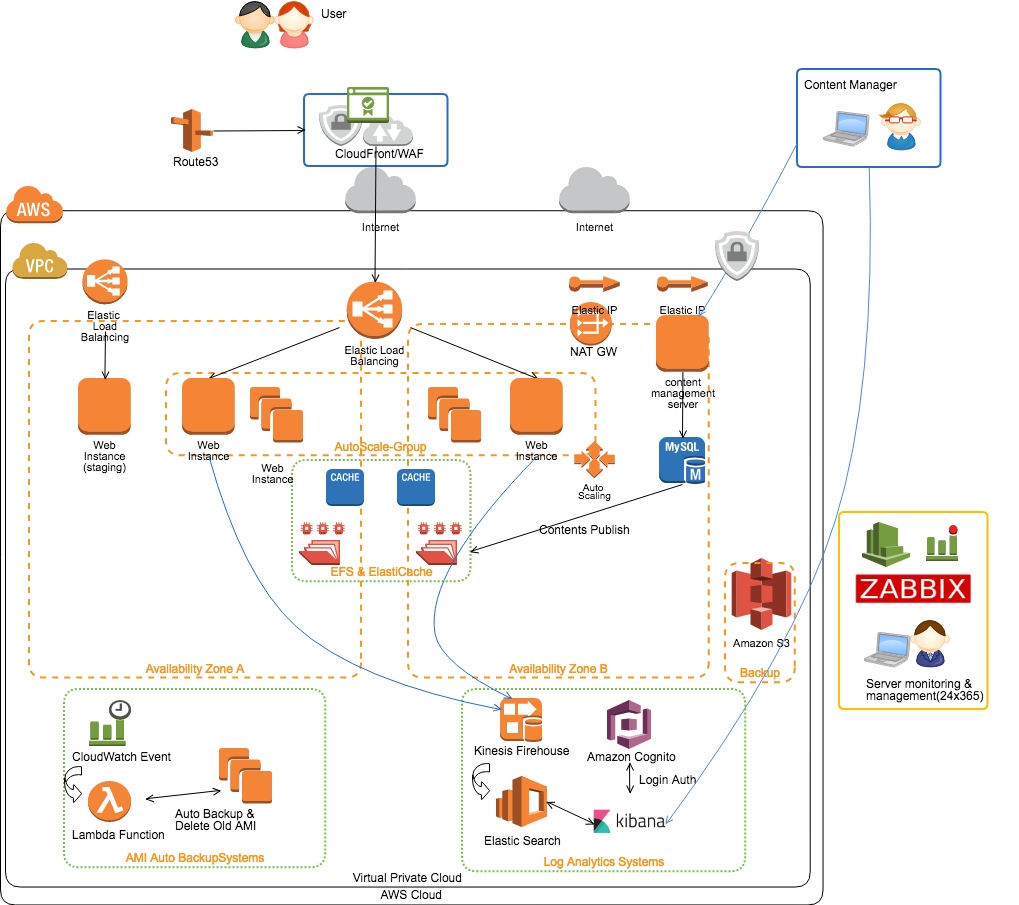 User
Content Manager
Route53
CloudFront/WAF
AWS
Internet
Internet
VPC
Elastic
Load
Balancing
Elastic Load
Balancing
Elastic IP
Elastic IP
NAT GW
content
management
server
Web
Instance
(staging)
Web
Instance
Web
Instance
AutoScale-Group
Web
Instance
MySQL
M
Auto
Scaling
CACHE
CACHE
Contents Publish
EFS & ElastiCache
ZABBIX
Server monitoring &
management(24x365)
Amazon S3
Backup
Availability Zone A
Availability Zone B
CloudWatch Event
Lambda Function
Auto Backup &
Delete Old AMI
AMI Auto BackupSystems
Kinesis Firehouse
Amazon Cognito
Login Auth
kibana
Elastic Search
Log Analytics Systems
Virtual Private Cloud
AWS Cloud